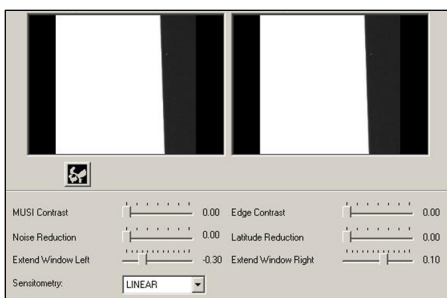 MUSI Contrast 0.00 Edge Contrast 0.00
Noise Reduction 0.00 Latitude Reduction 0.00
Extend Window Left -0.30 Extend Window Right 0.10
Sensitometry: LINEAR